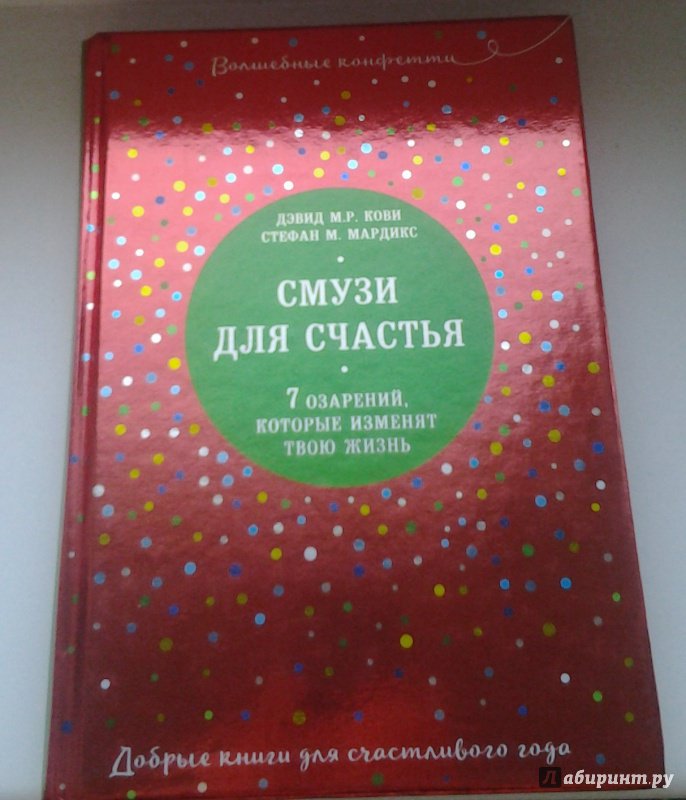 Волшебные конфетти
ДЭВИД М.Р. КОВИ
СТЕФАН М. МАРДИКС
СМУЗИ
ДЛЯ СЧАСТЬЯ
7 ОЗАРЕНИЙ,
КОТОРЫЕ ИЗМЕНЯТ
ТВОЮ ЖИЗНЬ
Добрые книги для счастливого года
Лабиринт.ру